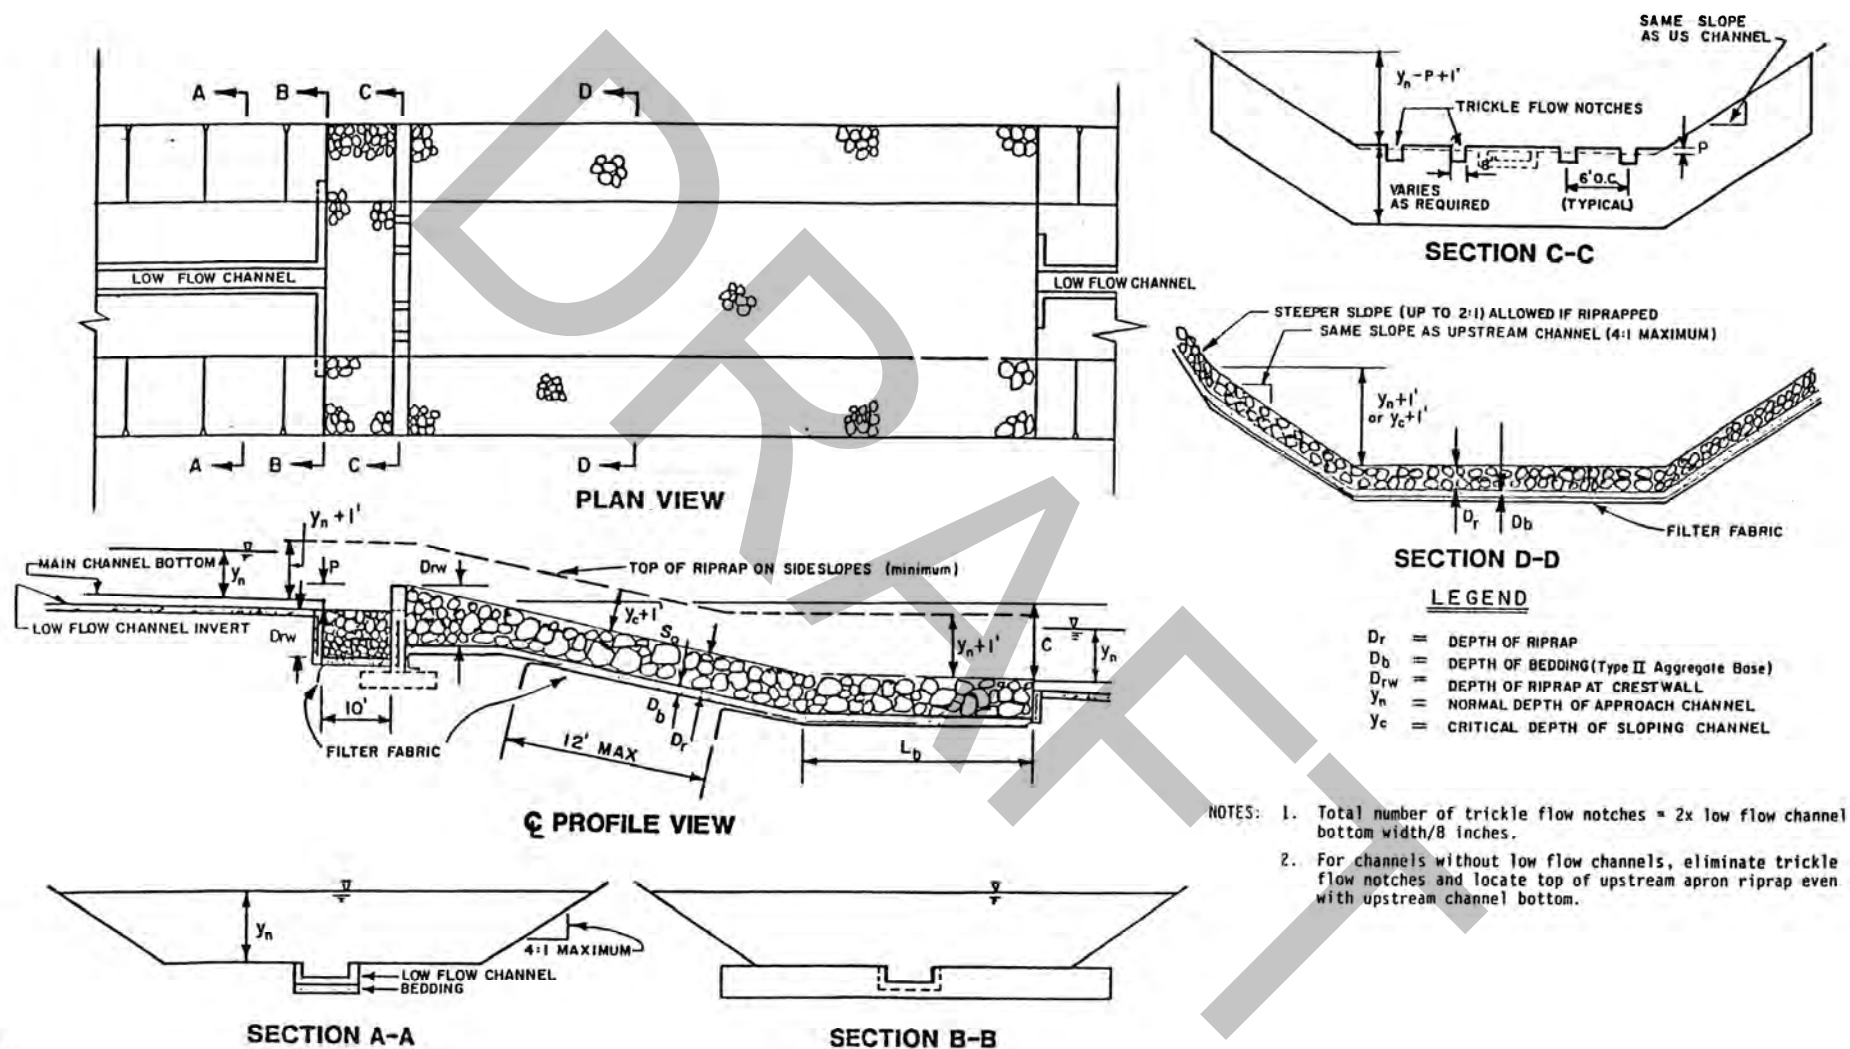 A B C D
LOW FLOW CHANNEL
LOW FLOW CHANNEL
A B C D
PLAN VIEW
SAME SLOPE
AS US CHANNEL
yn-P+1'
TRICKLE FLOW NOTCHES
P
8"
VARIES
AS REQUIRED
6' O.C.
(TYPICAL)
SECTION C-C
STEEPER SLOPE (UP TO 2:1) ALLOWED IF RIPRAPPED
SAME SLOPE AS UPSTREAM CHANNEL (4:1 MAXIMUM)
yn+1'
or yc+1'
Dr Db
FILTER FABRIC
SECTION D-D
LEGEND
Dr = DEPTH OF RIPRAP
Db = DEPTH OF BEDDING (Type II Aggregate Base)
Drw = DEPTH OF RIPRAP AT CRESTWALL
yn = NORMAL DEPTH OF APPROACH CHANNEL
yc = CRITICAL DEPTH OF SLOPING CHANNEL
yn+1'
MAIN CHANNEL BOTTOM
yn
P
Drw
TOP OF RIPRAP ON SIDESLOPES (minimum)
LOW FLOW CHANNEL INVERT
Drw
yc+1'
So
yn+1'
C
yn
10'
FILTER FABRIC
Db
Dr
12' MAX
Lb
℄ PROFILE VIEW
NOTES: 1. Total number of trickle flow notches = 2x low flow channel
bottom width/8 inches.
2. For channels without low flow channels, eliminate trickle
flow notches and locate top of upstream apron riprap even
with upstream channel bottom.
yn
4:1 MAXIMUM
LOW FLOW CHANNEL
BEDDING
SECTION A-A
SECTION B-B
DRAFT